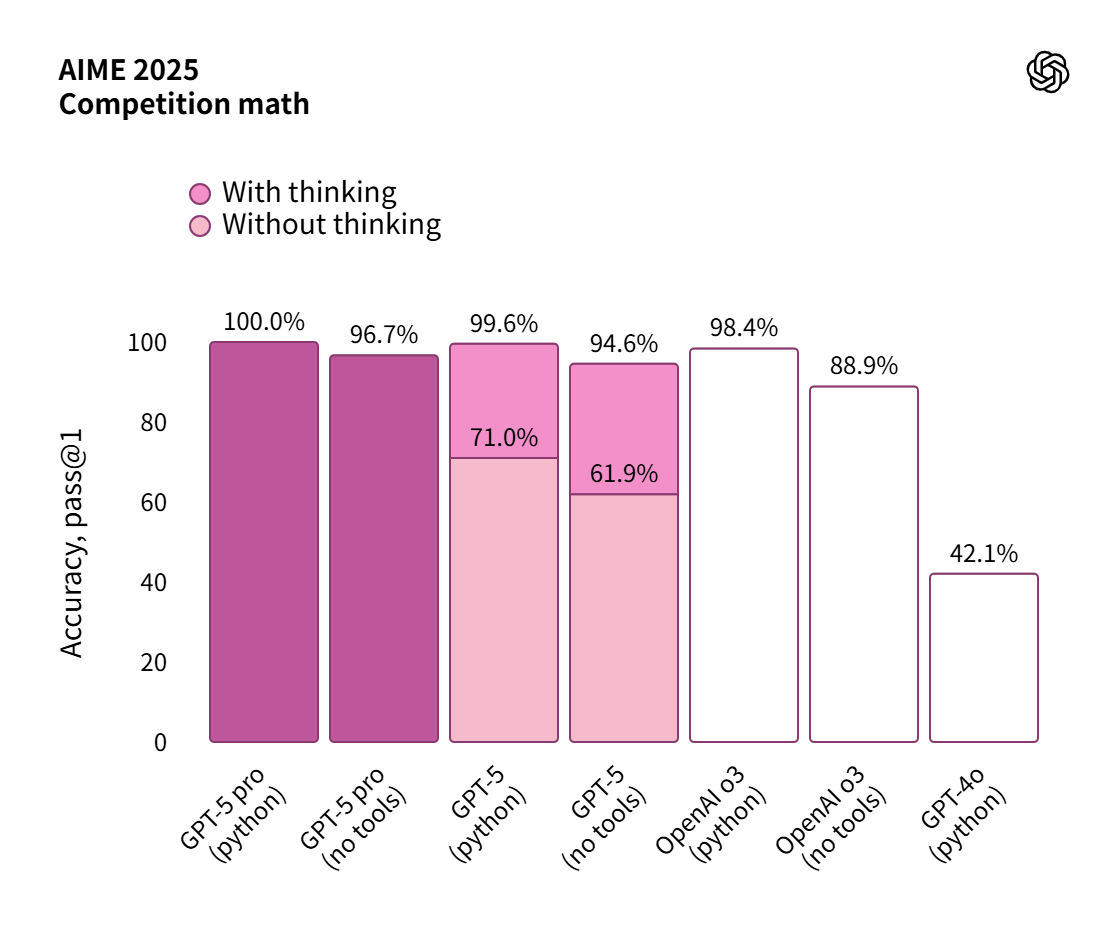 AIME 2025
Competition math
With thinking
Without thinking
100.0%
96.7%
99.6%
71.0%
94.6%
61.9%
98.4%
88.9%
42.1%
Accuracy, pass@1
100
80
60
40
20
0
GPT-5 pro
(python)
GPT-5 pro
(no tools)
GPT-5
(python)
GPT-5
(no tools)
OpenAI o3
(python)
OpenAI o3
(no tools)
GPT-4o
(python)